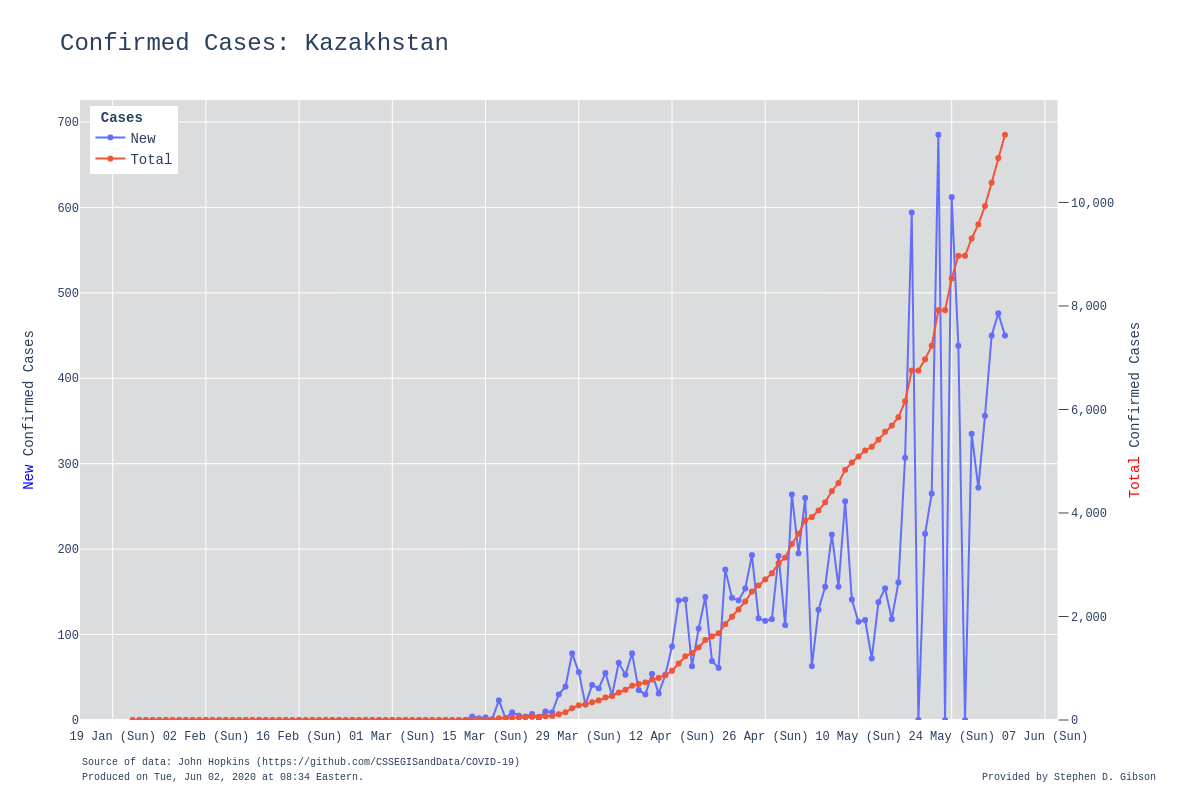 Confirmed Cases: Kazakhstan
Cases
New
Total
700
600
500
400
300
200
100
0
10,000
8,000
6,000
4,000
2,000
0
New Confirmed Cases
Total Confirmed Cases
19 Jan (Sun) 02 Feb (Sun) 16 Feb (Sun) 01 Mar (Sun) 15 Mar (Sun) 29 Mar (Sun) 12 Apr (Sun) 26 Apr (Sun) 10 May (Sun) 24 May (Sun) 07 Jun (Sun)
Source of data: John Hopkins (https://github.com/CSSEGISandData/COVID-19)
Produced on Tue, Jun 02, 2020 at 08:34 Eastern.
Provided by Stephen D. Gibson